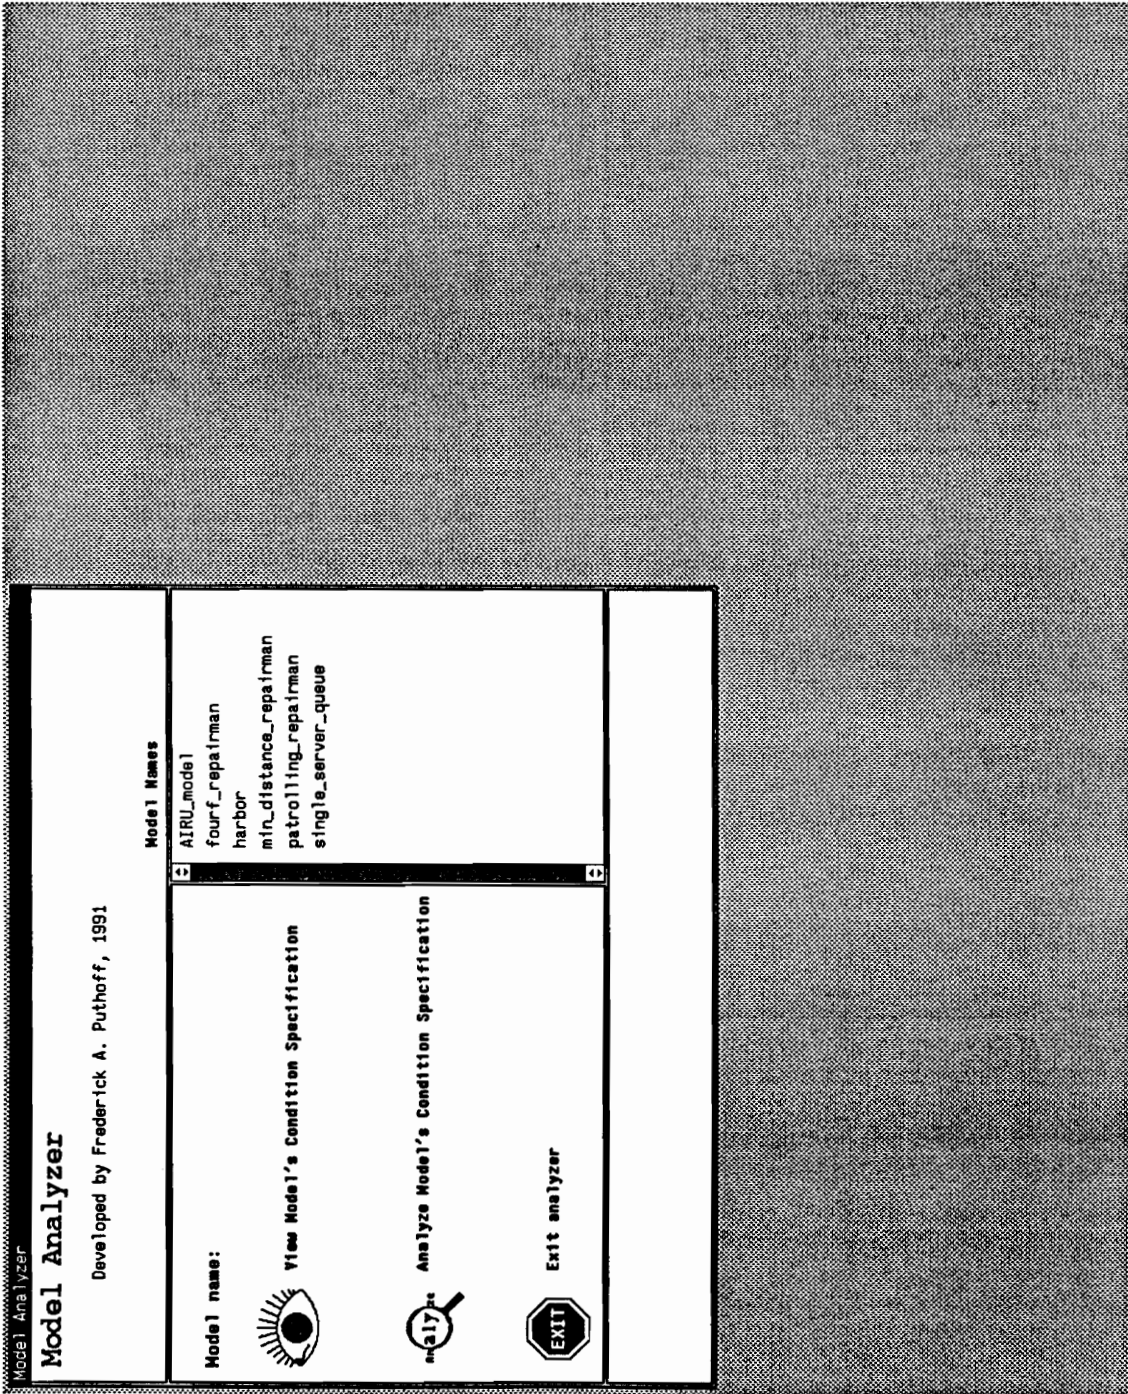 Model Analyzer
Model Analyzer
Developed by Frederick A. Puthoff, 1991
Model Names
Model name:
AIRU_model
fourf_repairman
harbor
min_distance_repairman
patrolling_repairman
single_server_queue
View Model's Condition Specification
Analyze
Analyze Model's Condition Specification
EXIT
Exit analyzer